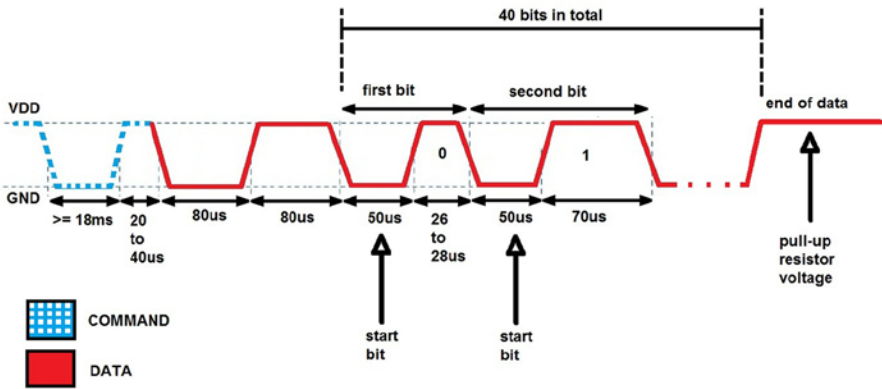 40 bits in total
first bit
second bit
end of data
VDD
0
1
GND
>= 18ms
20
to
40us
80us
80us
50us
26
to
28us
50us
70us
pull-up
resistor
voltage
start
bit
start
bit
COMMAND
DATA